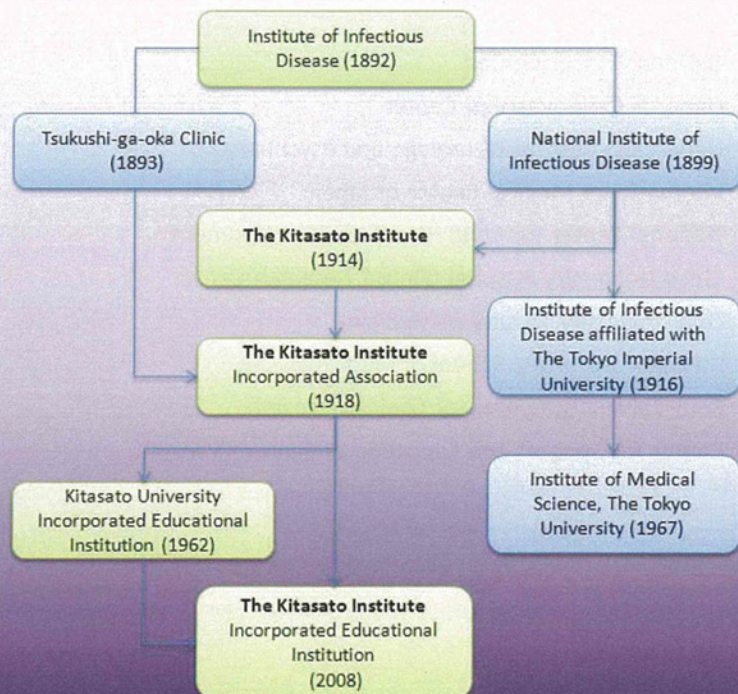 Institute of Infectious
Disease (1892)
Tsukushi-ga-oka Clinic
(1893)
National Institute of
Infectious Disease (1899)
The Kitasato Institute
(1914)
Institute of Infectious
Disease affiliated with
The Tokyo Imperial
University (1916)
The Kitasato Institute
Incorporated Association
(1918)
Kitasato University
Incorporated Educational
Institution (1962)
Institute of Medical
Science, The Tokyo
University (1967)
The Kitasato Institute
Incorporated Educational
Institution
(2008)